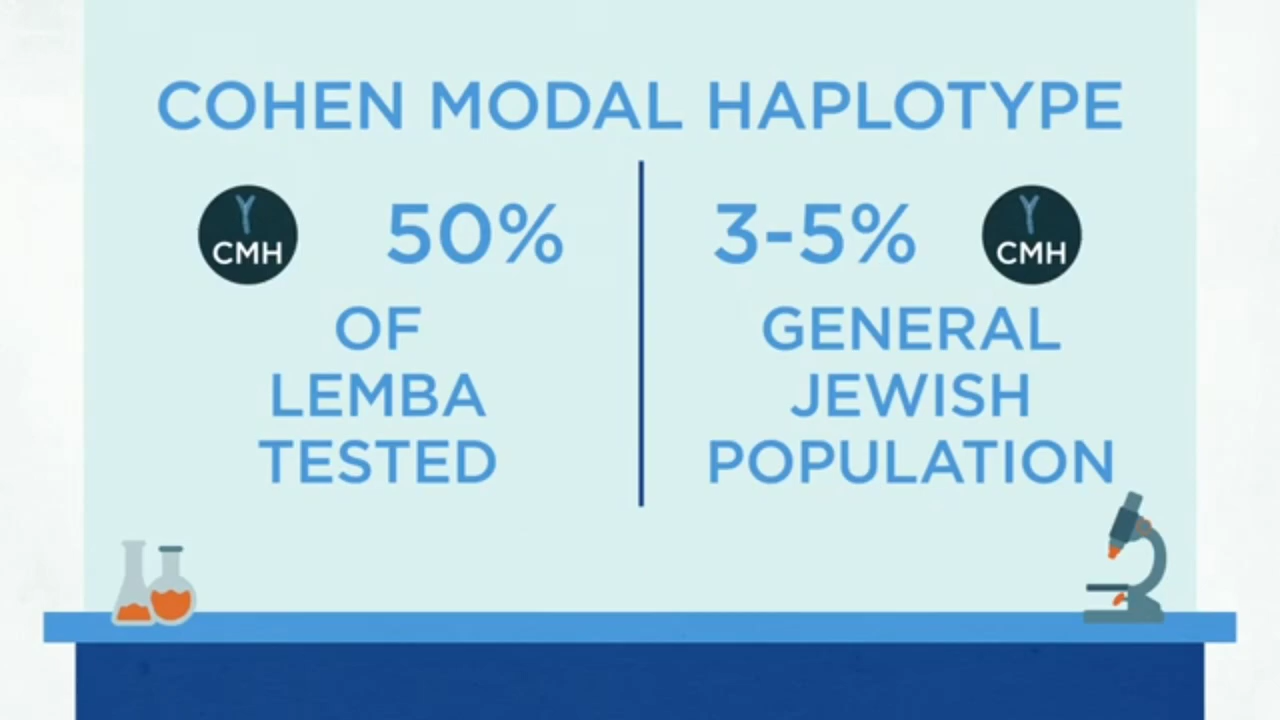 COHEN MODAL HAPLOTYPE
CMH 50%
OF
LEMBA
TESTED
3-5% CMH
GENERAL
JEWISH
POPULATION